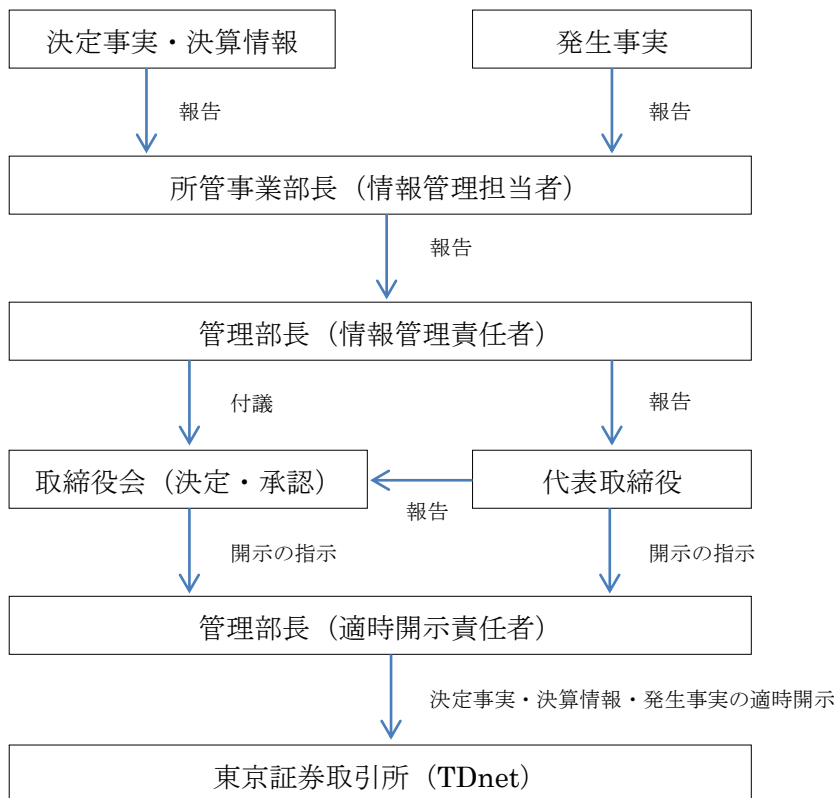 決定事実・決算情報
発生事実
報告
報告
所管事業部長（情報管理担当者）
報告
管理部長（情報管理責任者）
付議
報告
取締役会（決定・承認）
代表取締役
報告
開示の指示
開示の指示
管理部長（適時開示責任者）
決定事実・決算情報・発生事実の適時開示
東京証券取引所（TDnet）